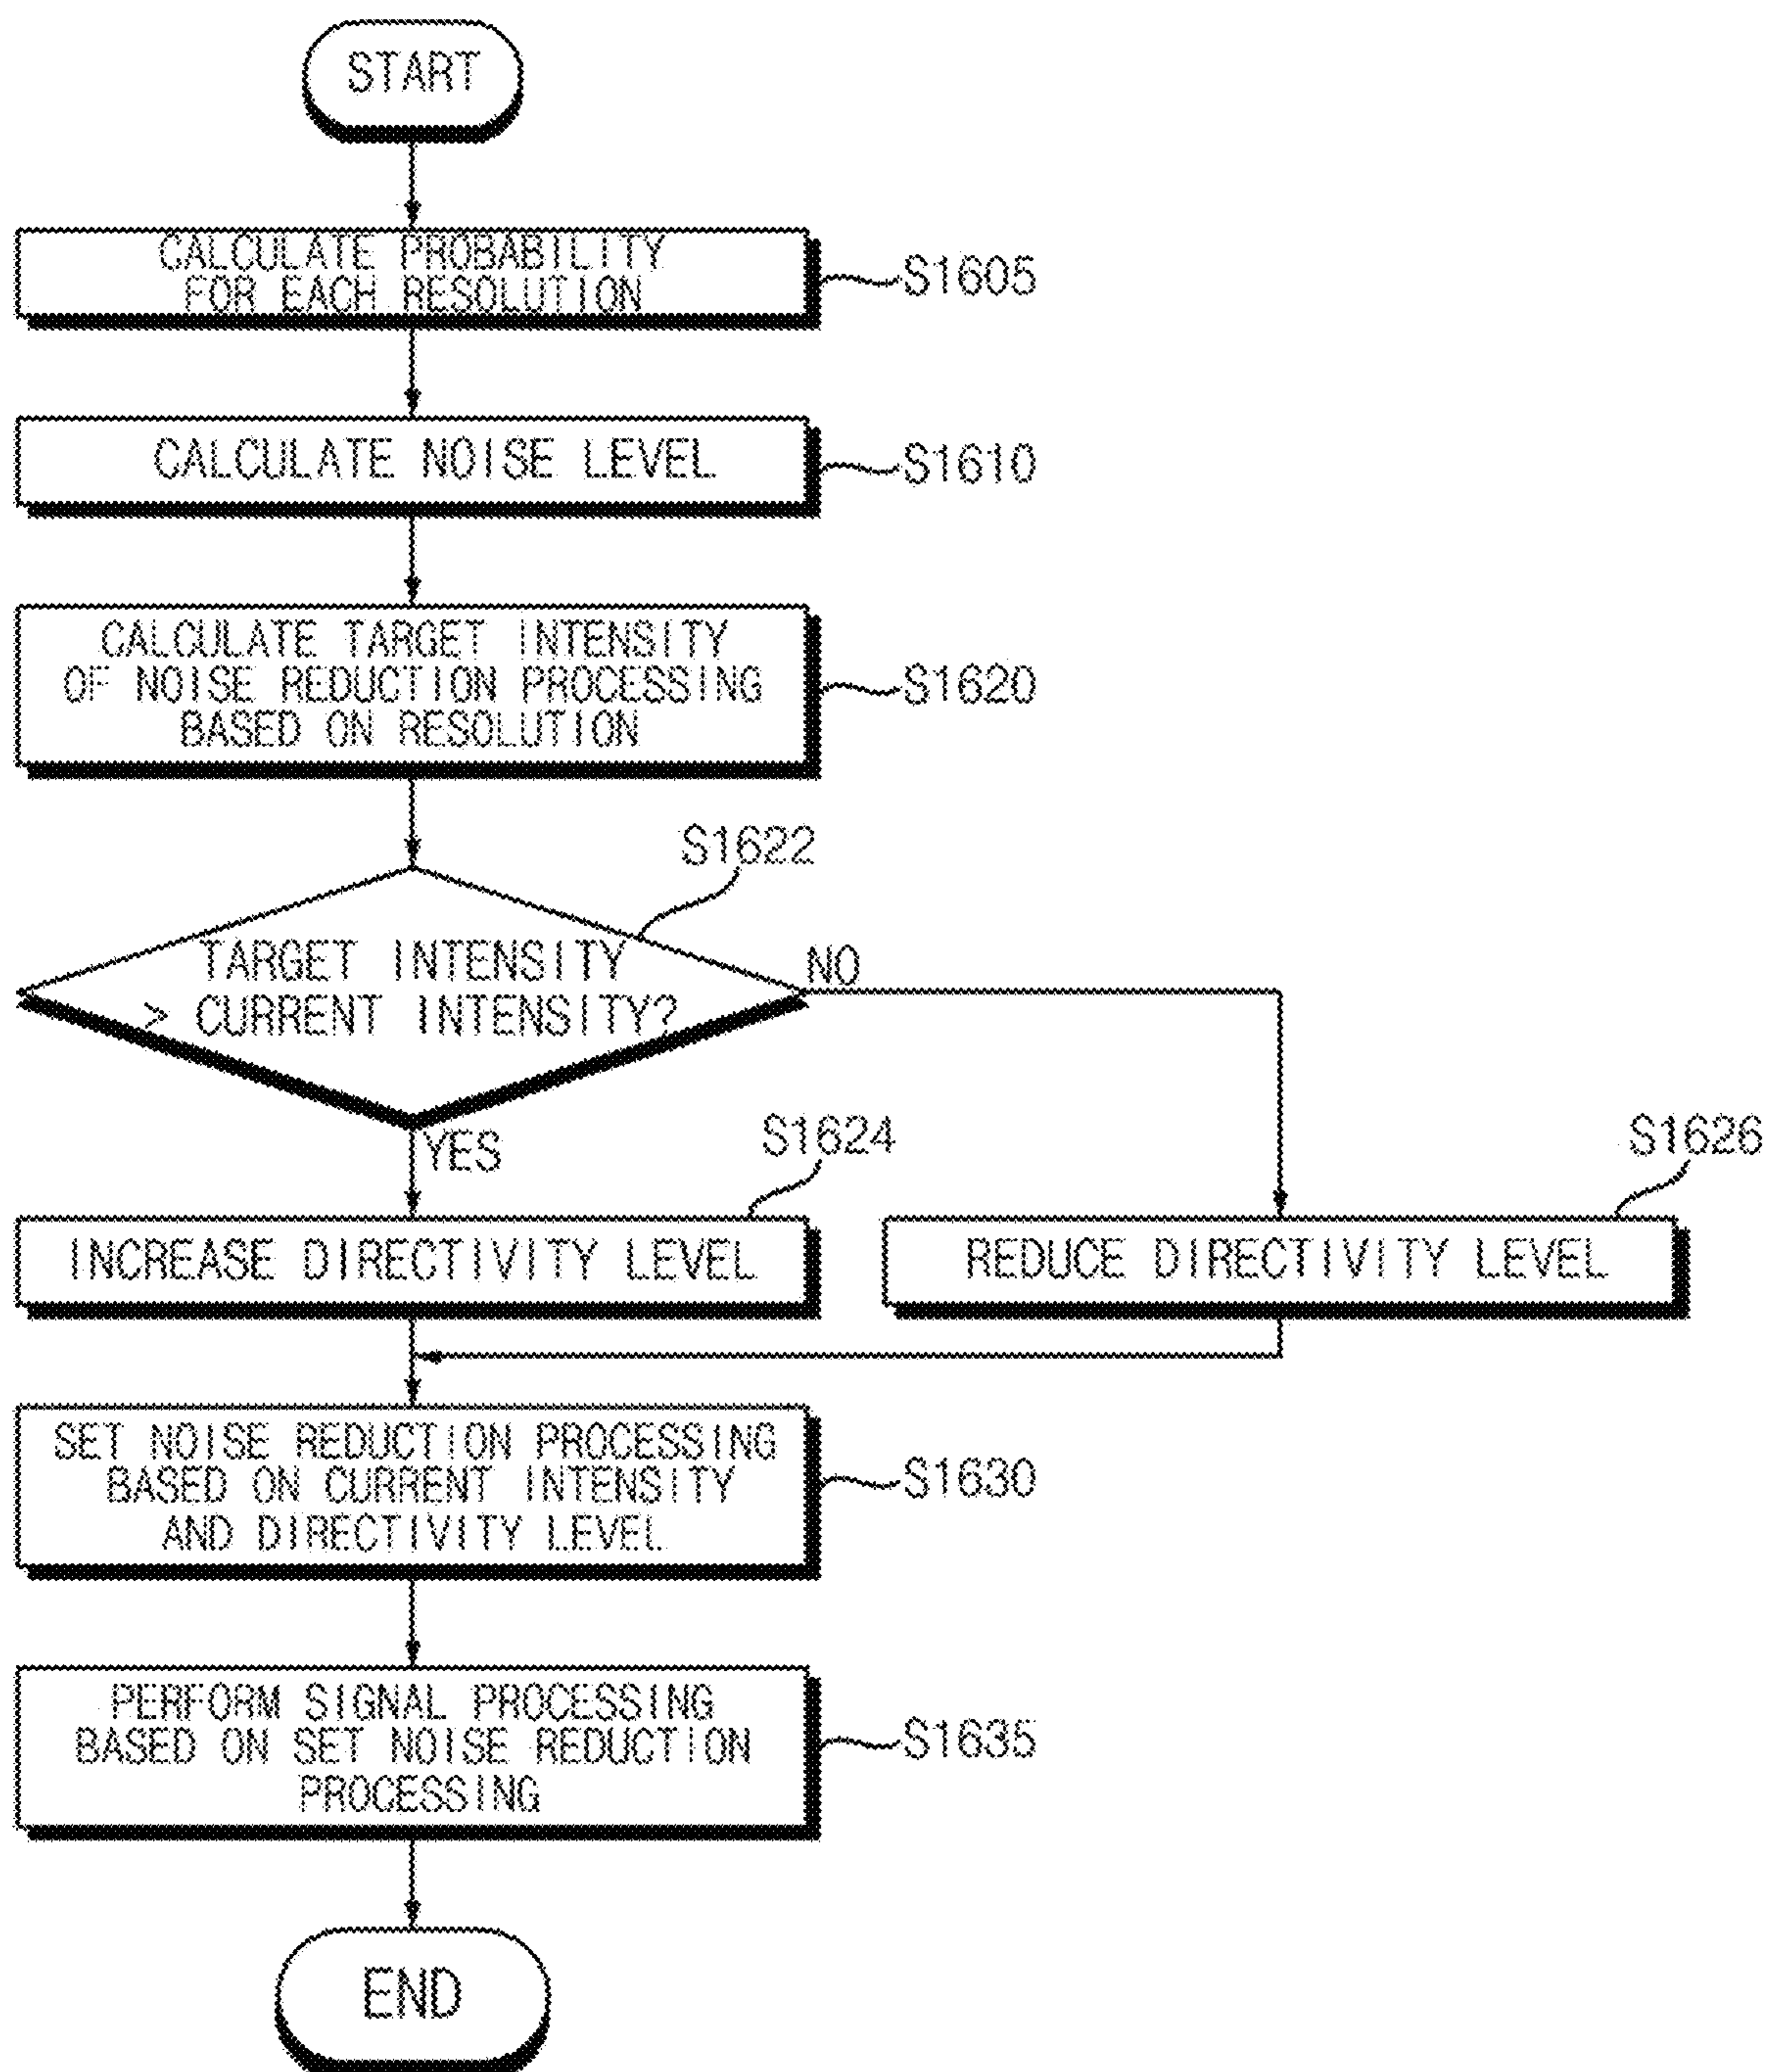 START
CALCULATE PROBABILITY
FOR EACH RESOLUTION
S1605
CALCULATE NOISE LEVEL
S1610
CALCULATE TARGET INTENSITY
OF NOISE REDUCTION PROCESSING
BASED ON RESOLUTION
S1620
S1622
TARGET INTENSITY
> CURRENT INTENSITY?
NO
YES
S1624
INCREASE DIRECTIVITY LEVEL
S1626
REDUCE DIRECTIVITY LEVEL
SET NOISE REDUCTION PROCESSING
BASED ON CURRENT INTENSITY
AND DIRECTIVITY LEVEL
S1630
PERFORM SIGNAL PROCESSING
BASED ON SET NOISE REDUCTION
PROCESSING
S1635
END